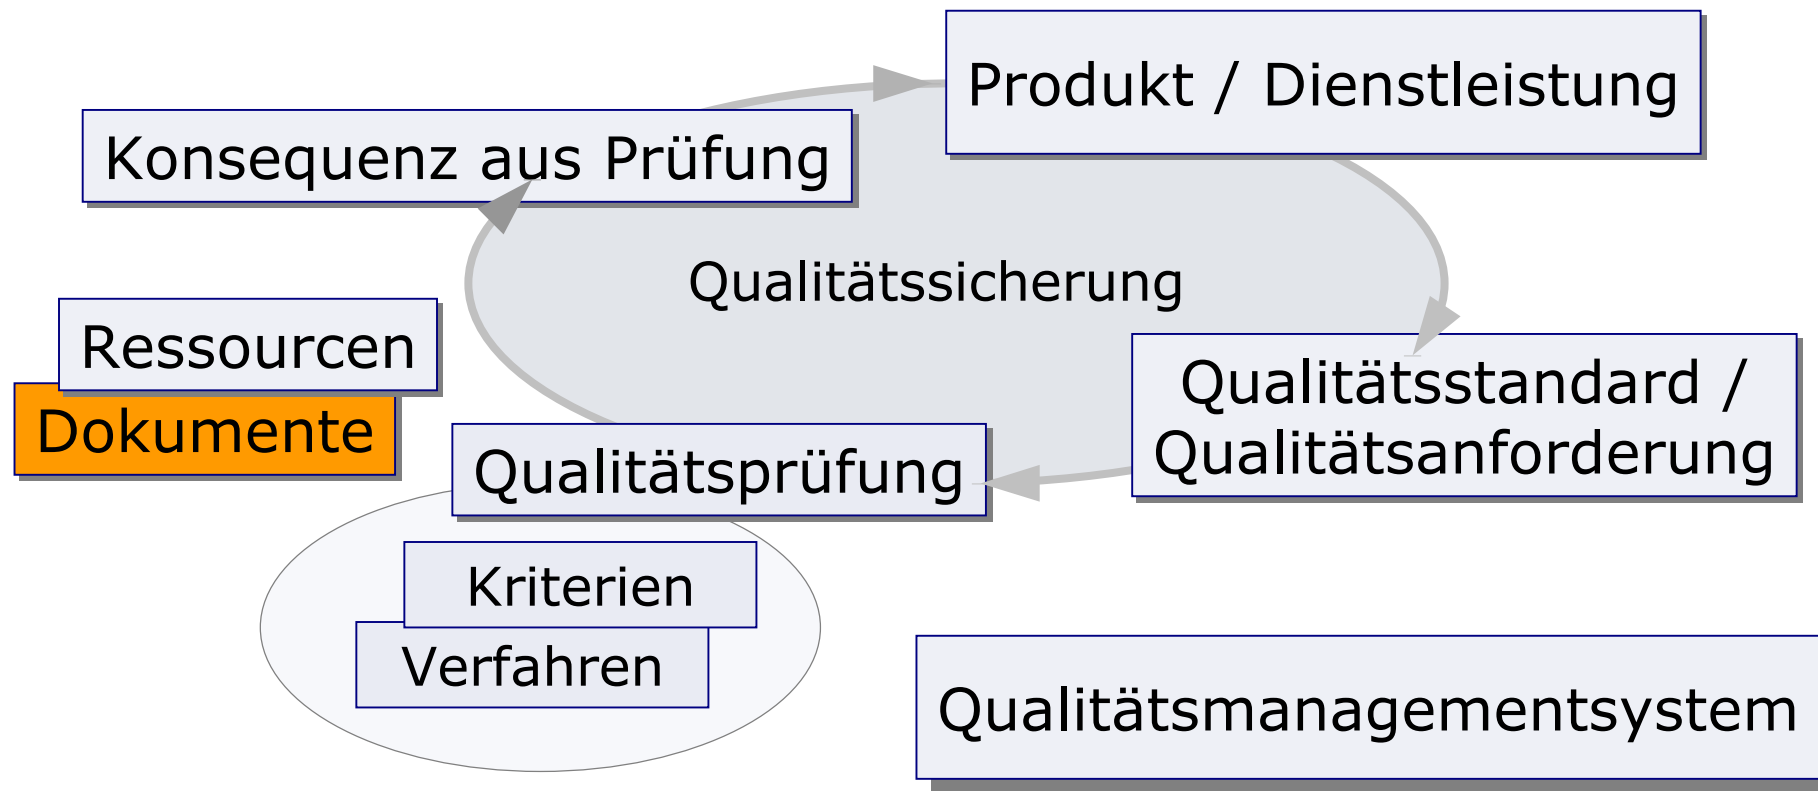 Produkt / Dienstleistung
Konsequenz aus Prüfung
Qualitätssicherung
Ressourcen
Dokumente
Qualitätsstandard /
Qualitätsanforderung
Qualitätsprüfung
Kriterien
Verfahren
Qualitätsmanagementsystem